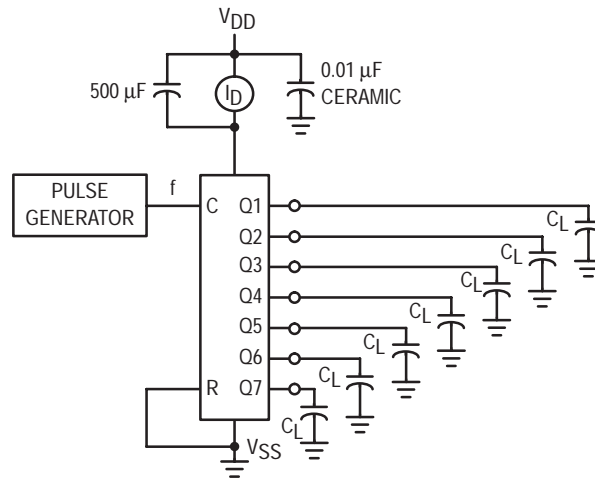 VDD
500 μF
ID
0.01 μF
CERAMIC
PULSE
GENERATOR
f
C
Q1
CL
Q2
CL
Q3
CL
Q4
CL
Q5
CL
Q6
CL
R
Q7
CL
VSS